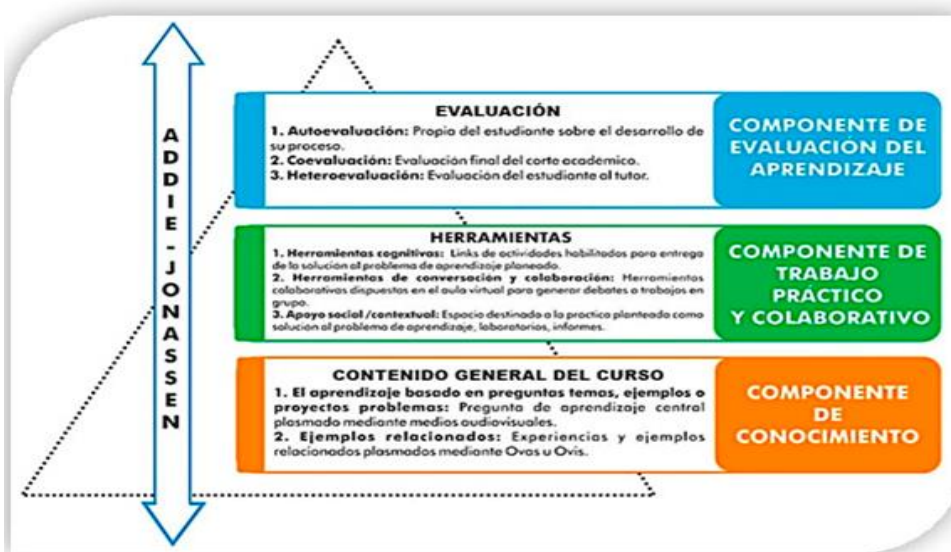 ADDIE - JONASSEN
EVALUACIÓN
1. Autoevaluación: Propia del estudiante sobre el desarrollo de
su proceso.
2. Coevaluación: Evaluación final del corte académico.
3. Heteroevaluación: Evaluación del estudiante al tutor.
COMPONENTE DE
EVALUACIÓN DEL
APRENDIZAJE
HERRAMIENTAS
1. Herramientas cognitivas: Links de actividades habilitados para entrega
de la solución al problema de aprendizaje planeado.
2. Herramientas de conversación y colaboración: Herramientas
colaborativas dispuestas en el aula virtual para generar debates o trabajos en
grupo.
3. Apoyo social /contextual: Espacio destinado a la practica planteada como
solución al problema de aprendizaje, laboratorios, informes.
COMPONENTE DE
TRABAJO
PRÁCTICO
Y COLABORATIVO
CONTENIDO GENERAL DEL CURSO
1. El aprendizaje basado en preguntas temas, ejemplos o
proyectos problemas: Pregunta de aprendizaje central
plasmado mediante medios audiovisuales.
2. Ejemplos relacionados: Experiencias y ejemplos
relacionados plasmados mediante Ovas u Ovis.
COMPONENTE
DE
CONOCIMIENTO